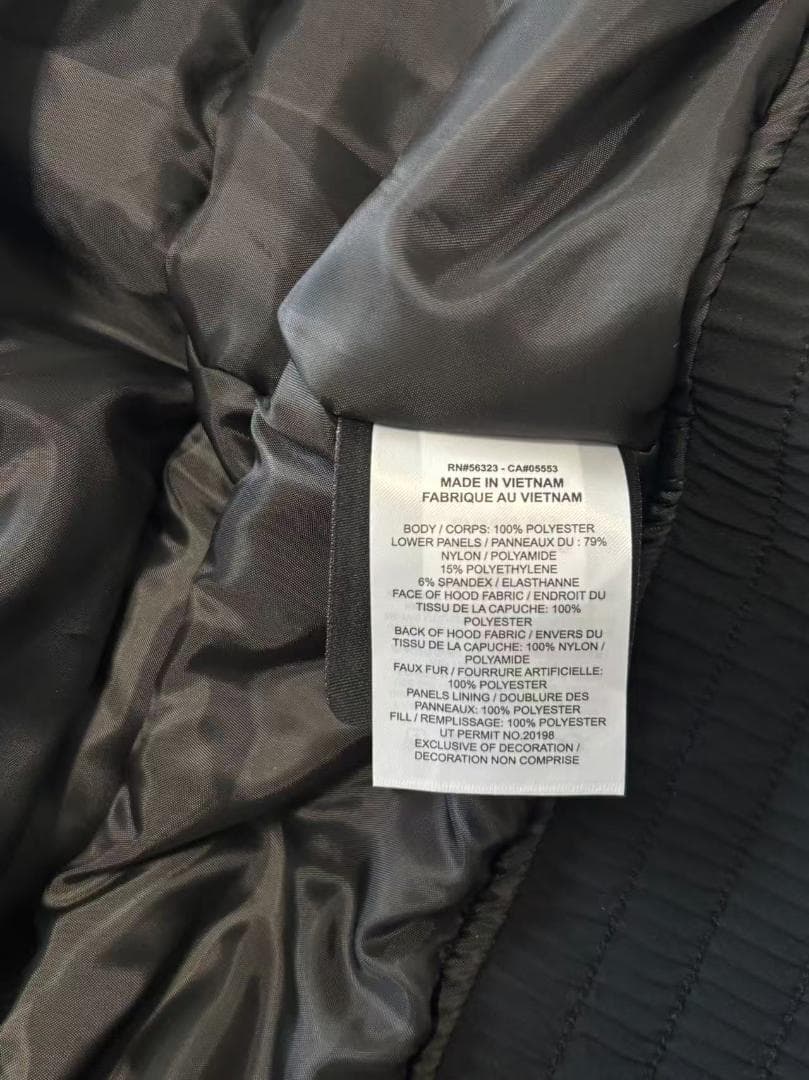 RN#56323 - CA#05553
MADE IN VIETNAM
FABRIQUE AU VIETNAM
BODY / CORPS: 100% POLYESTER
LOWER PANELS / PANNEAUX DU : 79%
NYLON / POLYAMIDE
15% POLYETHYLENE
6% SPANDEX / ELASTHANNE
FACE OF HOOD FABRIC / ENDROIT DU
TISSU DE LA CAPUCHE: 100%
POLYESTER
BACK OF HOOD FABRIC / ENVERS DU
TISSU DE LA CAPUCHE: 100% NYLON /
POLYAMIDE
FAUX FUR / FOURRURE ARTIFICIELLE:
100% POLYESTER
PANELS LINING / DOUBLURE DES
PANNEAUX: 100% POLYESTER
FILL / REMPLISSAGE: 100% POLYESTER
UT PERMIT NO.20198
EXCLUSIVE OF DECORATION /
DECORATION NON COMPRISE